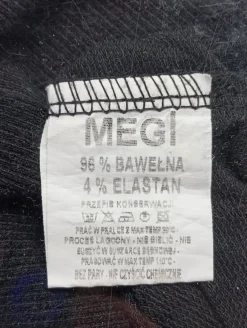 MEGI
96 % BAWEŁNA
4 % ELASTAN
PRZEPIS KONSERWACJI
PRAĆ W PRALCE Z MAX TEMP 30°C
PROCES ŁAGODNY - NIE BIELIĆ - NIE
SUSZYĆ W SUSZARCE BĘBNOWEJ -
PRASOWAĆ W MAX TEMP 110°C -
BEZ PARY - NIE CZYŚCIĆ CHEMICZNIE